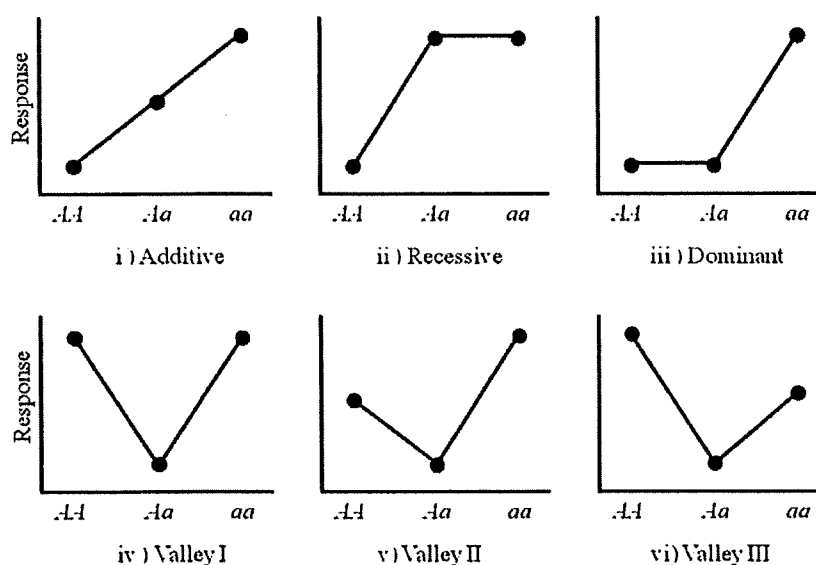 Response
AA Aa aa
AA Aa aa
AA Aa aa
i) Additive
ii) Recessive
iii) Dominant
Response
AA Aa aa
AA Aa aa
AA Aa aa
iv) Valley I
v) Valley II
vi) Valley III